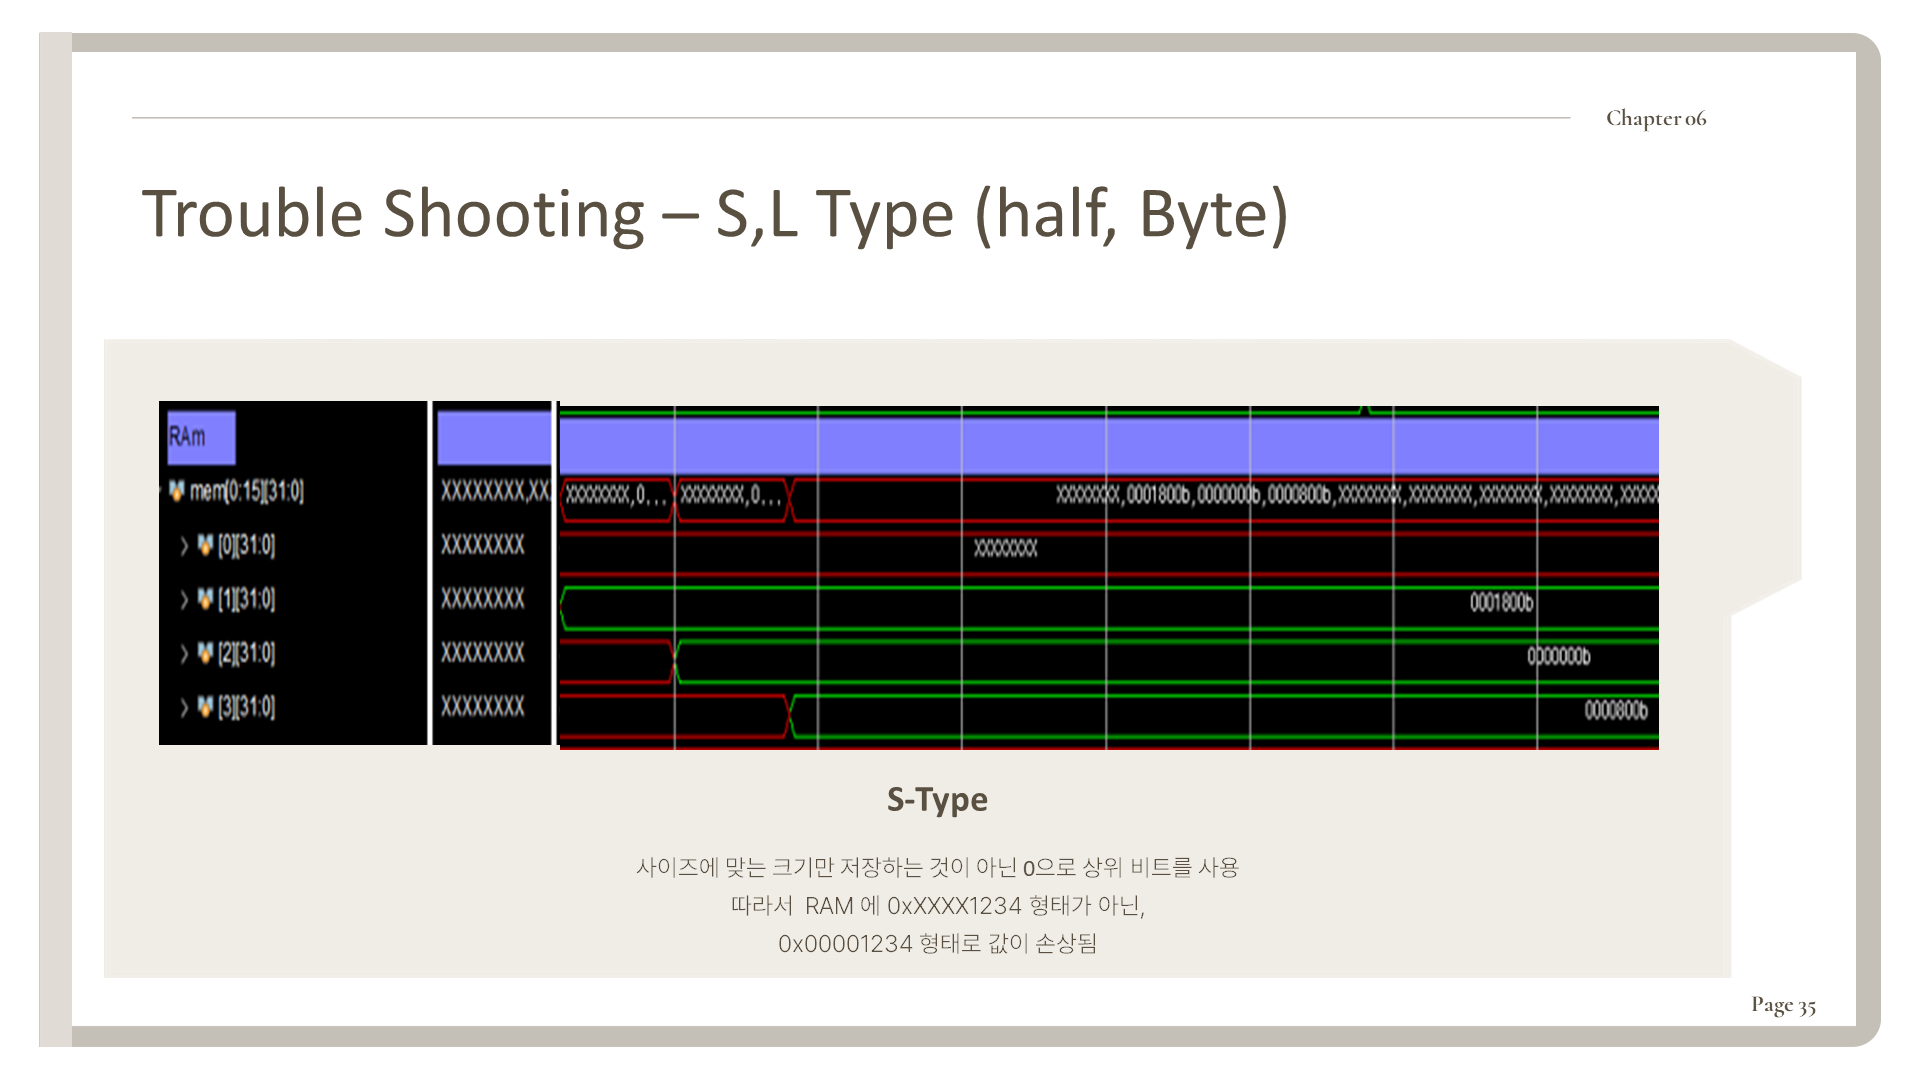 Chapter 06
Trouble Shooting – S,L Type (half, Byte)
RAm
mem[0:15][31:0] XXXXXXXX,XX XXXXXXXX,0... XXXXXXXX,0... XXXXXXXX,0001800b,0000000b,0000800b,XXXXXXXX,XXXXXXXX,XXXXXXXX,XXXXXXXX,XXXXX
[0][31:0] XXXXXXXX XXXXXXXX
[1][31:0] XXXXXXXX 0001800b
[2][31:0] XXXXXXXX 0000000b
[3][31:0] XXXXXXXX 0000800b
S-Type
사이즈에 맞는 크기만 저장하는 것이 아닌 0으로 상위 비트를 사용
따라서 RAM 에 0xXXXX1234 형태가 아닌,
0x00001234 형태로 값이 손상됨
Page 35